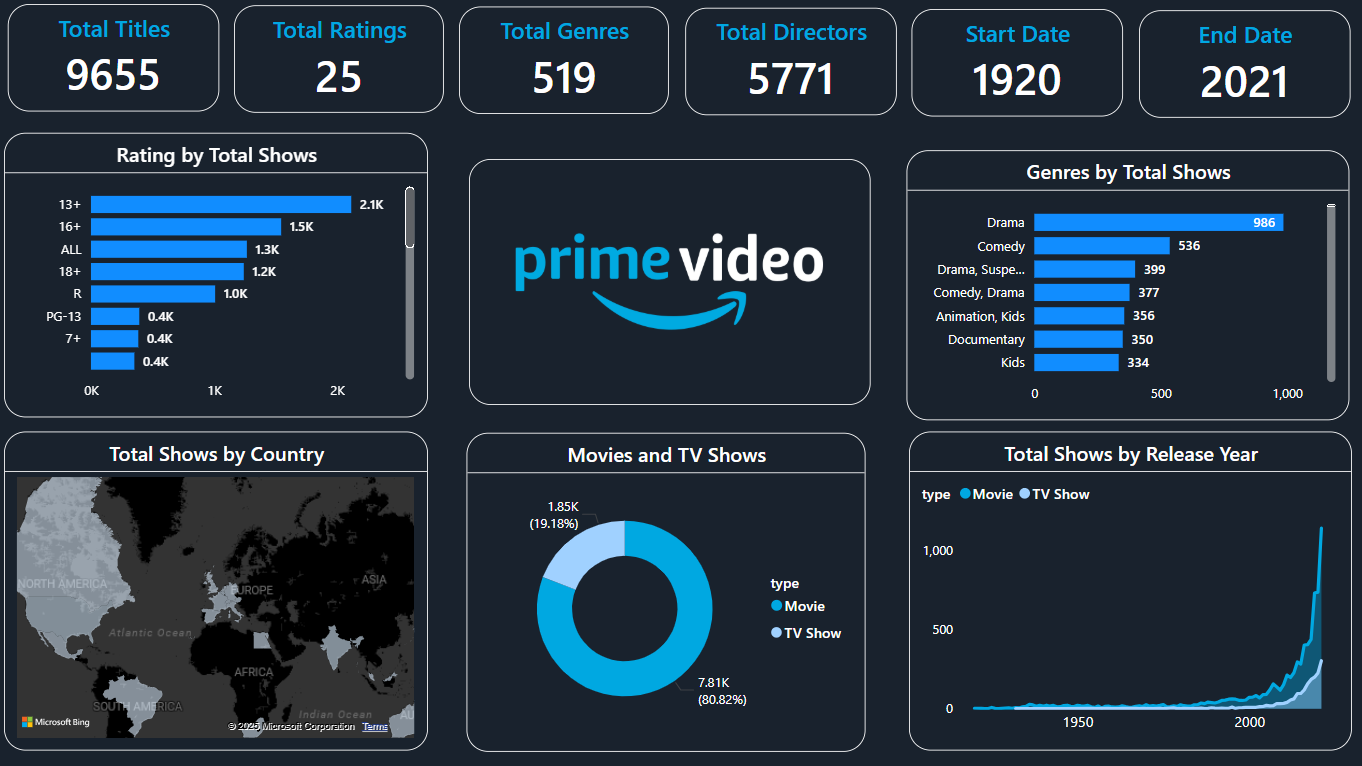 Total Titles
9655
Total Ratings
25
Total Genres
519
Total Directors
5771
Start Date
1920
End Date
2021
Rating by Total Shows
13+ 2.1K
16+ 1.5K
ALL 1.3K
18+ 1.2K
R 1.0K
PG-13 0.4K
7+ 0.4K
0.4K
0K 1K 2K
prime video
Genres by Total Shows
Drama 986
Comedy 536
Drama, Suspe... 399
Comedy, Drama 377
Animation, Kids 356
Documentary 350
Kids 334
0 500 1,000
Total Shows by Country
NORTH AMERICA
EUROPE
ASIA
Atlantic Ocean
AFRICA
SOUTH AMERICA
Indian Ocean
AU
Microsoft Bing
© 2025 Microsoft Corporation Terms
Movies and TV Shows
1.85K
(19.18%)
type
Movie
TV Show
7.81K
(80.82%)
Total Shows by Release Year
type Movie TV Show
1,000
500
0
1950 2000